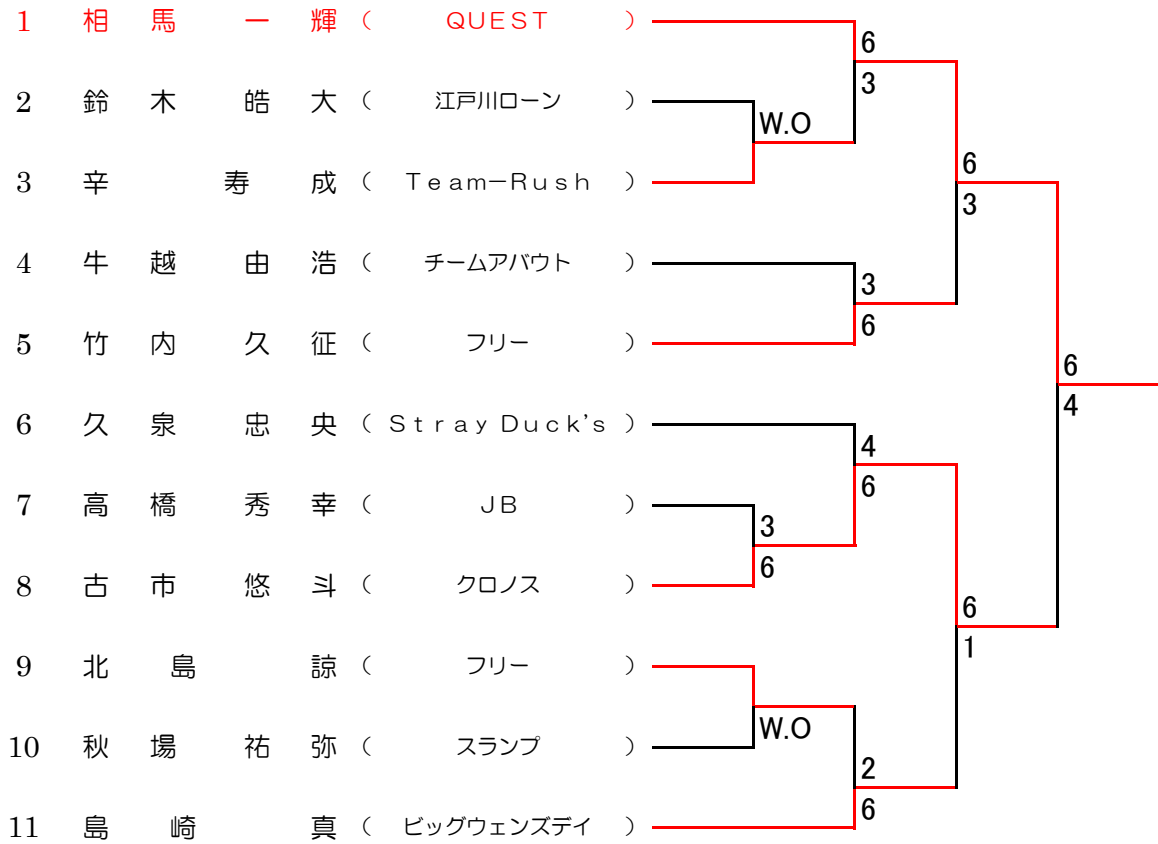 1 相馬 一輝 ( QUEST )
6
3
2 鈴木 皓大 ( 江戸川ローン )
W.O
6
3 辛 寿成 ( Team-Rush )
3
4 牛越 由浩 ( チームアバウト )
3
6
5 竹内 久征 ( フリー )
6
4
6 久泉 忠央 ( Stray Duck's )
4
6
7 高橋 秀幸 ( JB )
3
6
8 古市 悠斗 ( クロノス )
6
1
9 北島 諒 ( フリー )
W.O
10 秋場 祐弥 ( スランプ )
2
6
11 島崎 真 ( ビッグウェンズデイ )